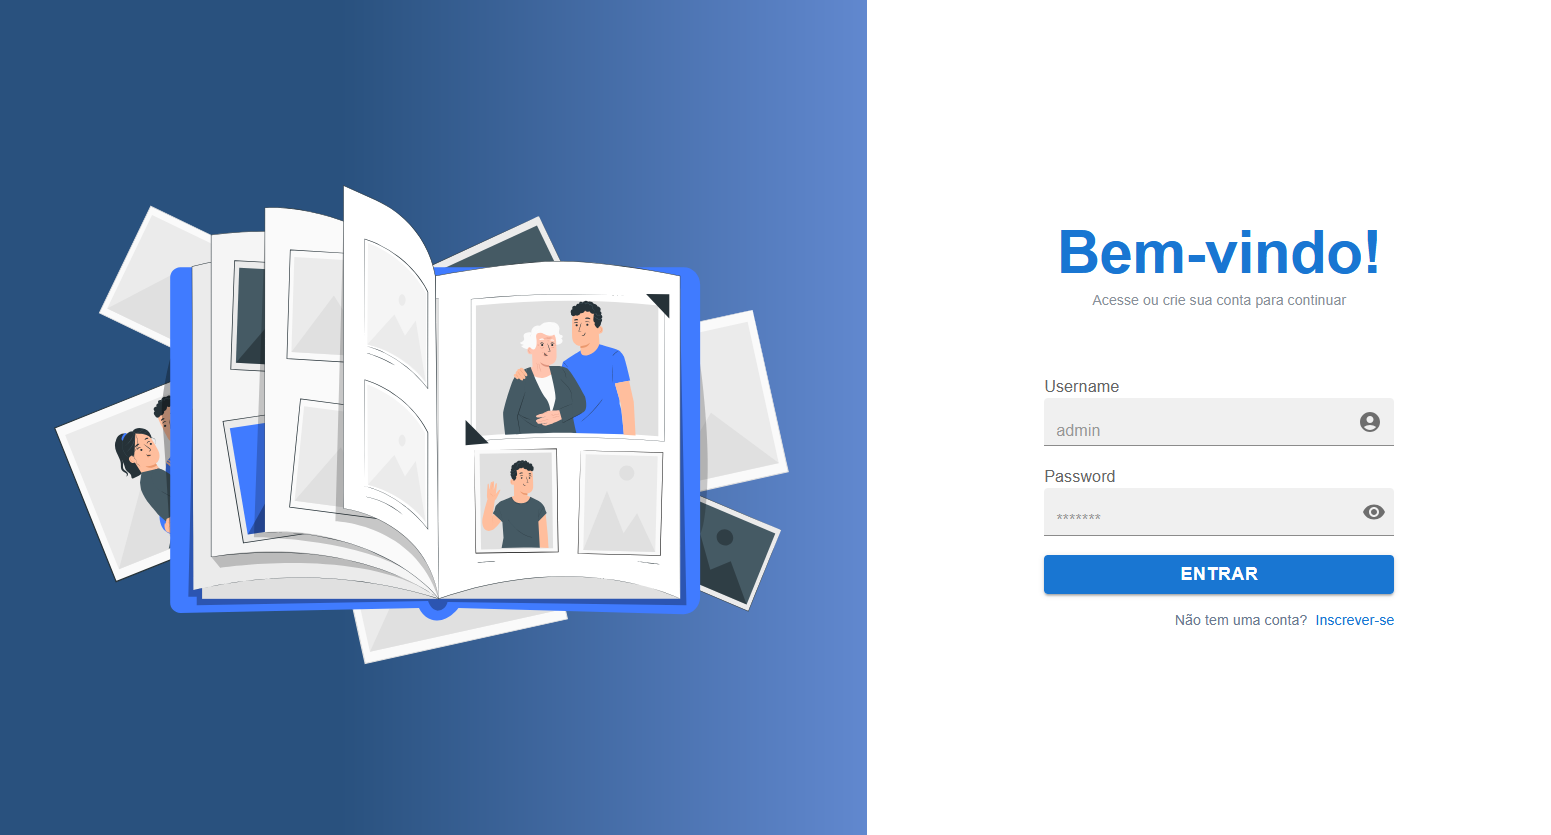 Bem-vindo!
Acesse ou crie sua conta para continuar
Username
admin
Password
*******
ENTRAR
Não tem uma conta? Inscrever-se